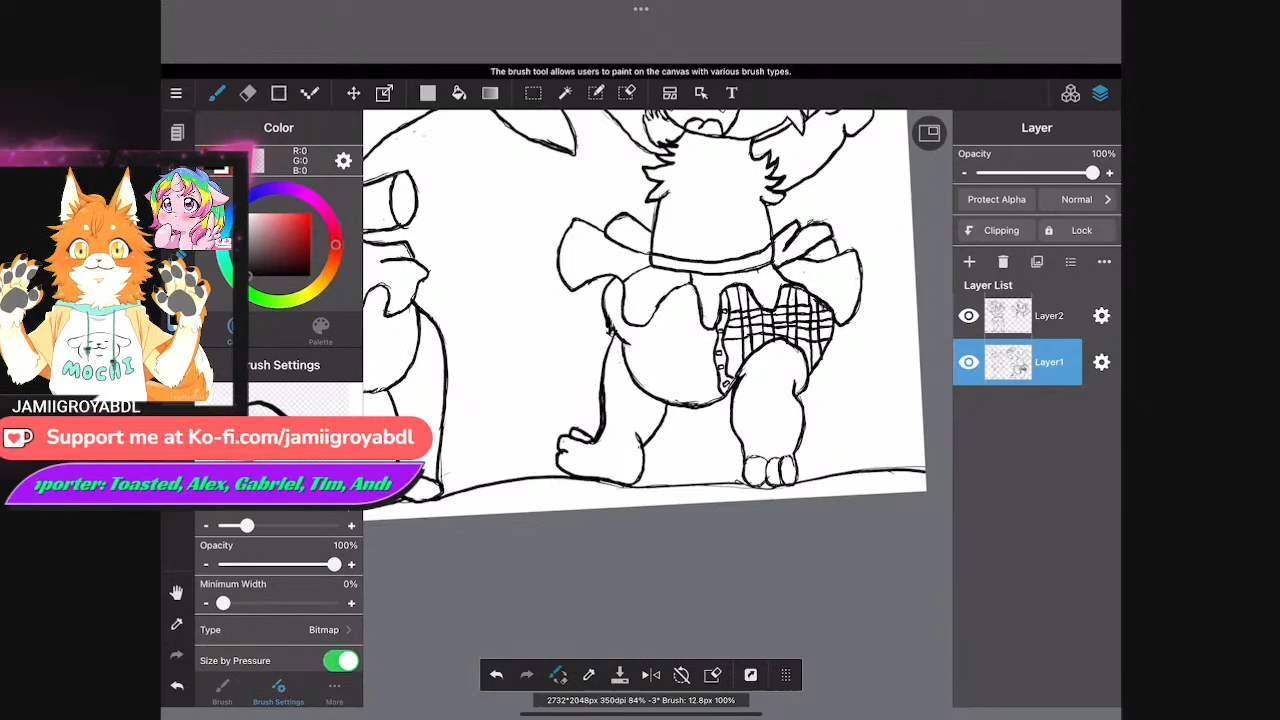 The brush tool allows users to paint on the canvas with various brush types.
T
Color
R:0
G:0
B:0
Palette
rush Settings
MOCHI
JAMIIGROYABDL
Support me at Ko-fi.com/jamiigroyabdl
porter: Toasted, Alex, Gabriel, Tim, And
- +
Opacity 100%
- +
Minimum Width 0%
- +
Type Bitmap >
Size by Pressure
Brush Brush Settings More
Layer
Opacity 100%
- +
Protect Alpha Normal >
Clipping Lock
Layer List
Layer2
Layer1
2732*2048px 350dpi 84% -3° Brush: 12.8px 100%